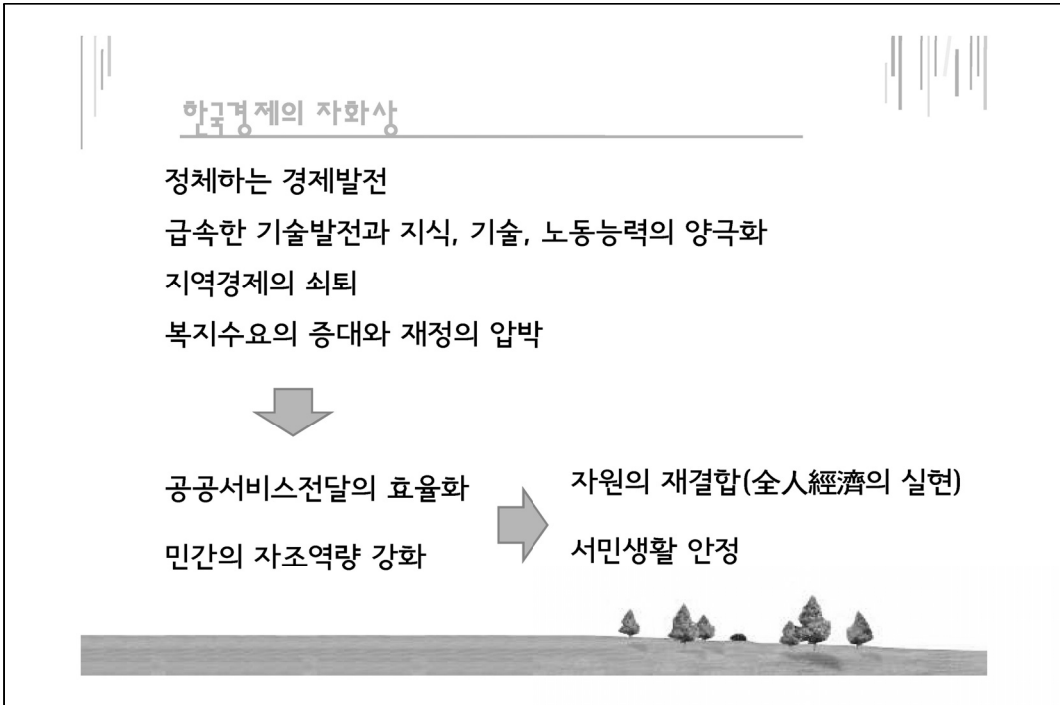 한국경제의 자화상
정체하는 경제발전
급속한 기술발전과 지식, 기술, 노동능력의 양극화
지역경제의 쇠퇴
복지수요의 증대와 재정의 압박
공공서비스전달의 효율화
민간의 자조역량 강화
자원의 재결합(全人經濟의 실현)
서민생활 안정